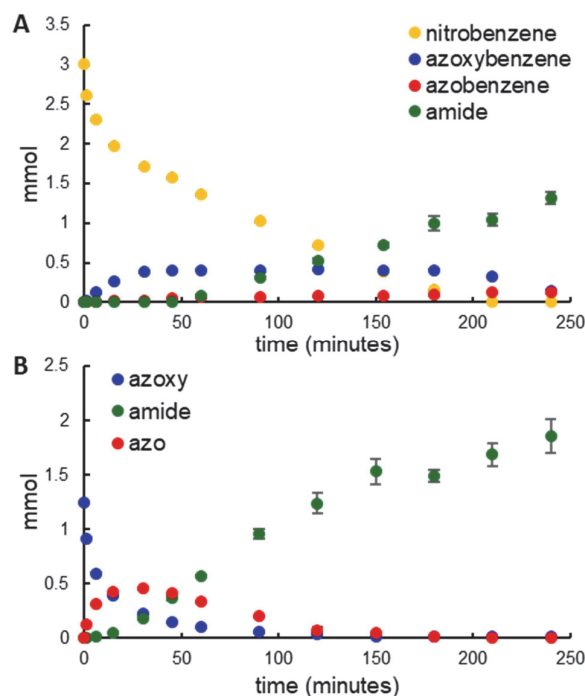 A
3.5
3
2.5
2
1.5
1
0.5
0
mmol
nitrobenzene
azoxybenzene
azobenzene
amide
0 50 100 150 200 250
time (minutes)
B
2.5
2
1.5
1
0.5
0
mmol
azoxy
amide
azo
0 50 100 150 200 250
time (minutes)